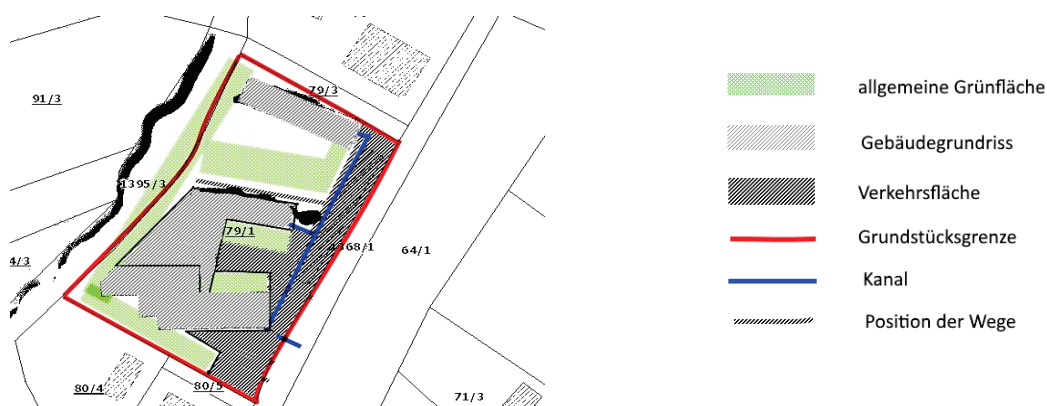 91/3
79/3
1395/3
79/1
1368/1
64/1
4/3
80/4
80/5
71/3
allgemeine Grünfläche
Gebäudegrundriss
Verkehrsfläche
Grundstücksgrenze
Kanal
Position der Wege